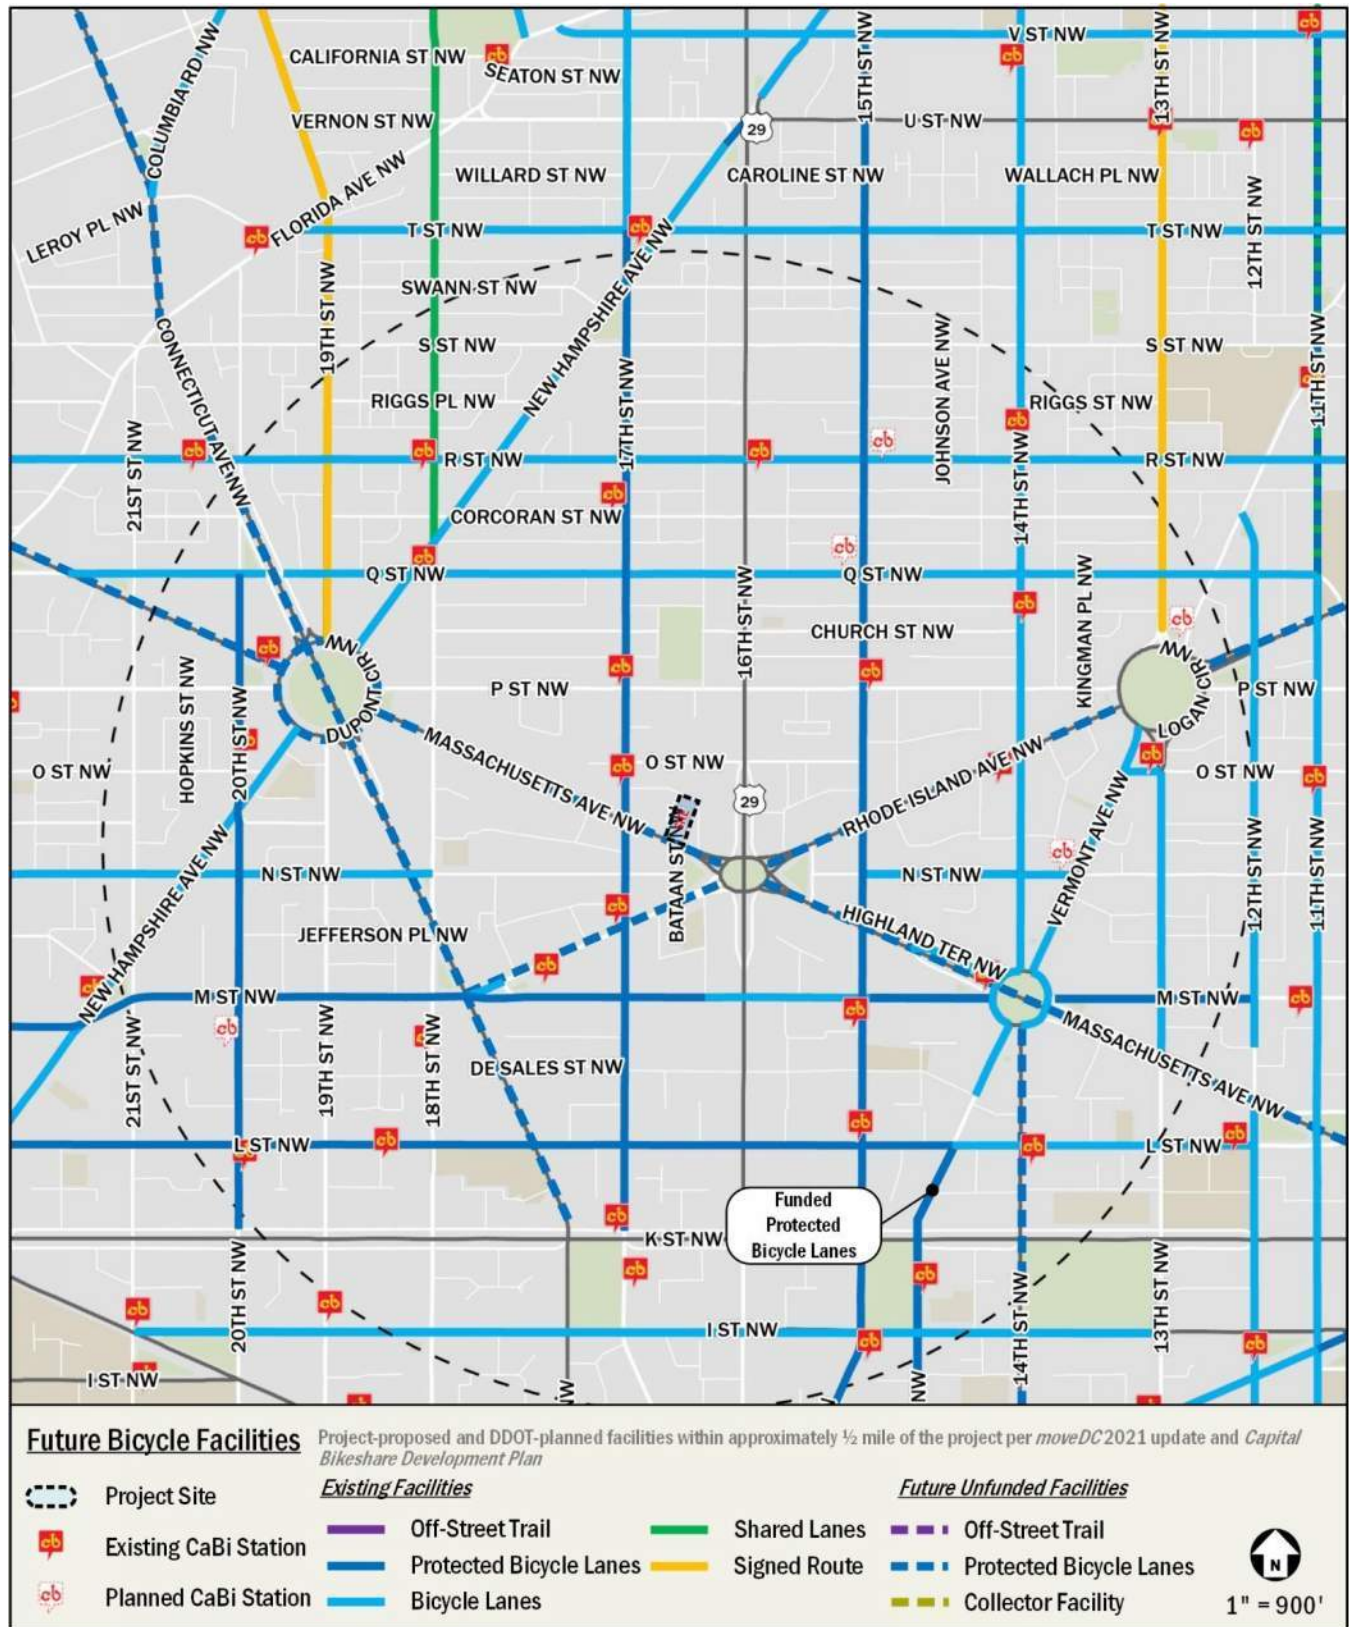 COLUMBIA RD NW
CALIFORNIA ST NW
SEATON ST NW
V ST NW
15TH ST NW
13TH ST NW
cb
VERNON ST NW
29
U ST NW
FLORIDA AVE NW
WILLARD ST NW
CAROLINE ST NW
WALLACH PL NW
LEROY PL NW
T ST NW
T ST NW
12TH ST NW
19TH ST NW
SWANN ST NW
NEW HAMPSHIRE AVE NW
CONNECTICUT AVE NW
S ST NW
JOHNSON AVE NW
S ST NW
11TH ST NW
RIGGS PL NW
17TH ST NW
RIGGS ST NW
21ST ST NW
R ST NW
14TH ST NW
R ST NW
CORCORAN ST NW
Q ST NW
Q ST NW
16TH ST NW
KINGMAN PL NW
CHURCH ST NW
DUPONT CIR NW
LOGAN CIR NW
HOPKINS ST NW
20TH ST NW
P ST NW
P ST NW
MASSACHUSETTS AVE NW
O ST NW
O ST NW
O ST NW
29
RHODE ISLAND AVE NW
BATAAN ST NW
VERMONT AVE NW
NEW HAMPSHIRE AVE NW
N ST NW
N ST NW
12TH ST NW
11TH ST NW
JEFFERSON PL NW
HIGHLAND TER NW
M ST NW
M ST NW
21ST ST NW
19TH ST NW
18TH ST NW
DE SALES ST NW
MASSACHUSETTS AVE NW
L ST NW
L ST NW
Funded
Protected
Bicycle Lanes
K ST NW
20TH ST NW
14TH ST NW
13TH ST NW
I ST NW
I ST NW
NW
Future Bicycle Facilities
Project-proposed and DDOT-planned facilities within approximately ½ mile of the project per moveDC 2021 update and Capital
Bikeshare Development Plan
Project Site
Existing CaBi Station
Planned CaBi Station
Existing Facilities
Off-Street Trail
Protected Bicycle Lanes
Bicycle Lanes
Shared Lanes
Signed Route
Future Unfunded Facilities
Off-Street Trail
Protected Bicycle Lanes
Collector Facility
N
1" = 900'